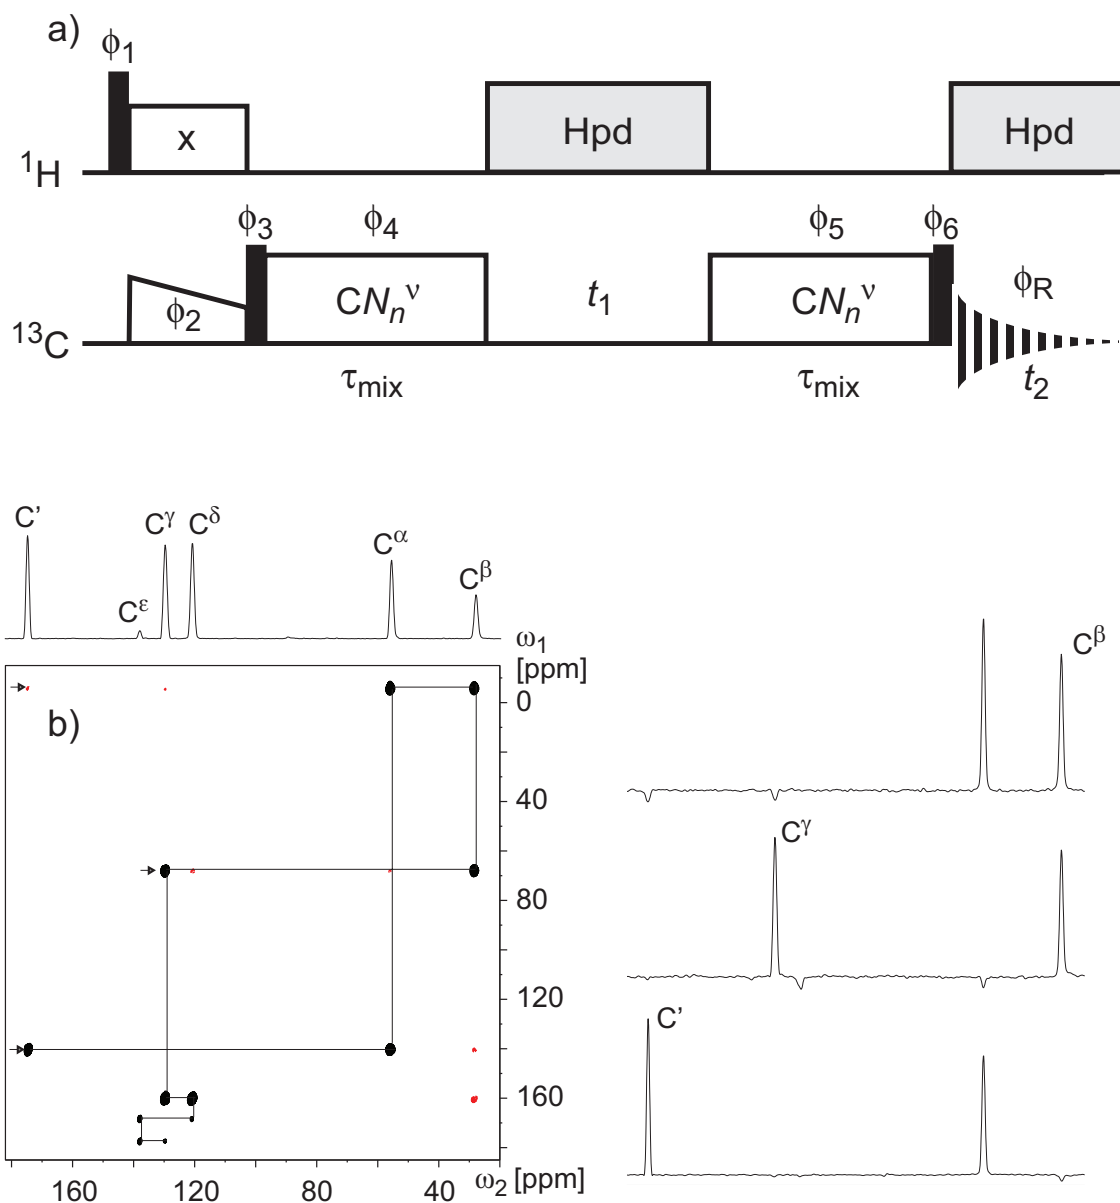 a)
ϕ1
x
Hpd
Hpd
1H
ϕ3
ϕ4
ϕ5
ϕ6
ϕ2
CNnν
t1
CNnν
ϕR
13C
τmix
τmix
t2
C'
Cγ
Cδ
Cα
Cε
Cβ
ω1
[ppm]
Cβ
0
b)
40
Cγ
80
120
C'
160
160
120
80
40
ω2 [ppm]